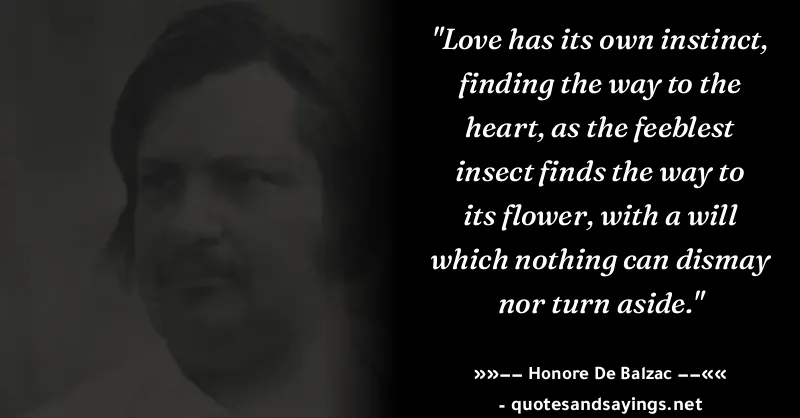 "Love has its own instinct,
finding the way to the
heart, as the feeblest
insect finds the way to
its flower, with a will
which nothing can dismay
nor turn aside."
»»–– Honore De Balzac ––««
- quotesandsayings.net